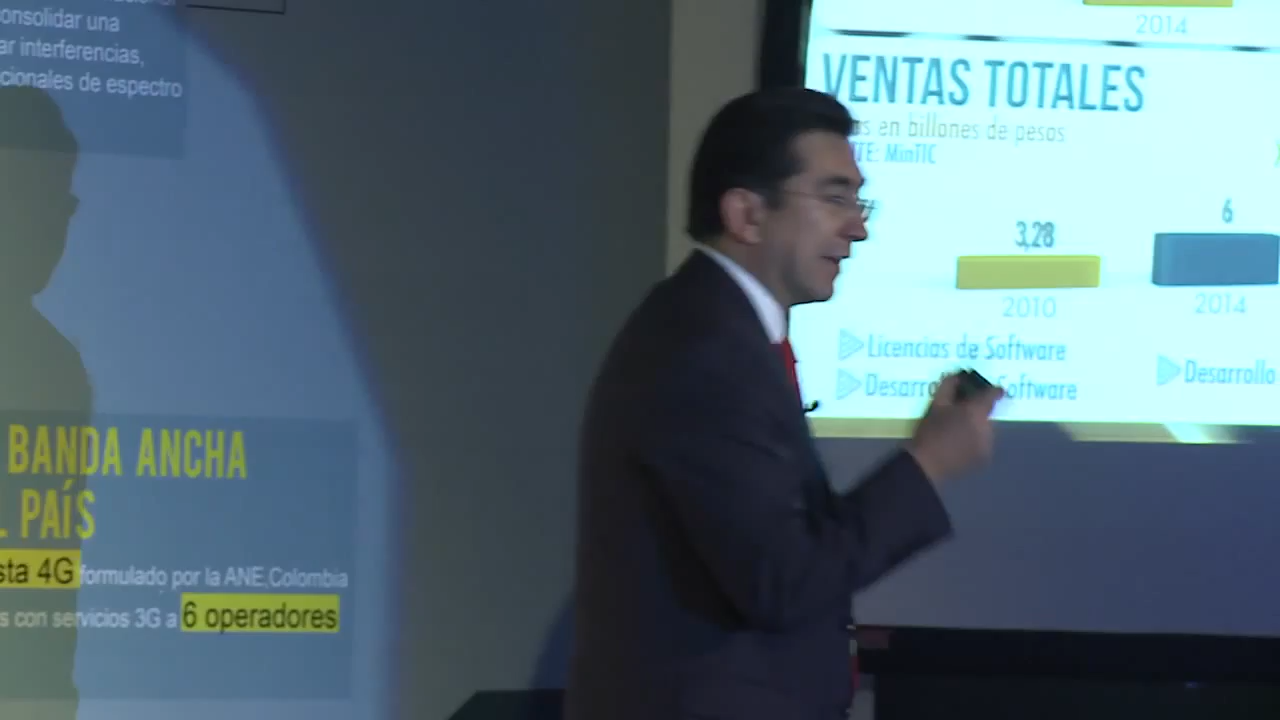 consolidar una
ar interferencias,
cionales de espectro
BANDA ANCHA
L PAÍS
sta 4G formulado por la ANE, Colombia
s con servicios 3G a 6 operadores
2014
VENTAS TOTALES
as en billones de pesos
TE: MinTIC
3,28
6
2010
2014
Licencias de Software
Desarro Software
Desarrollo